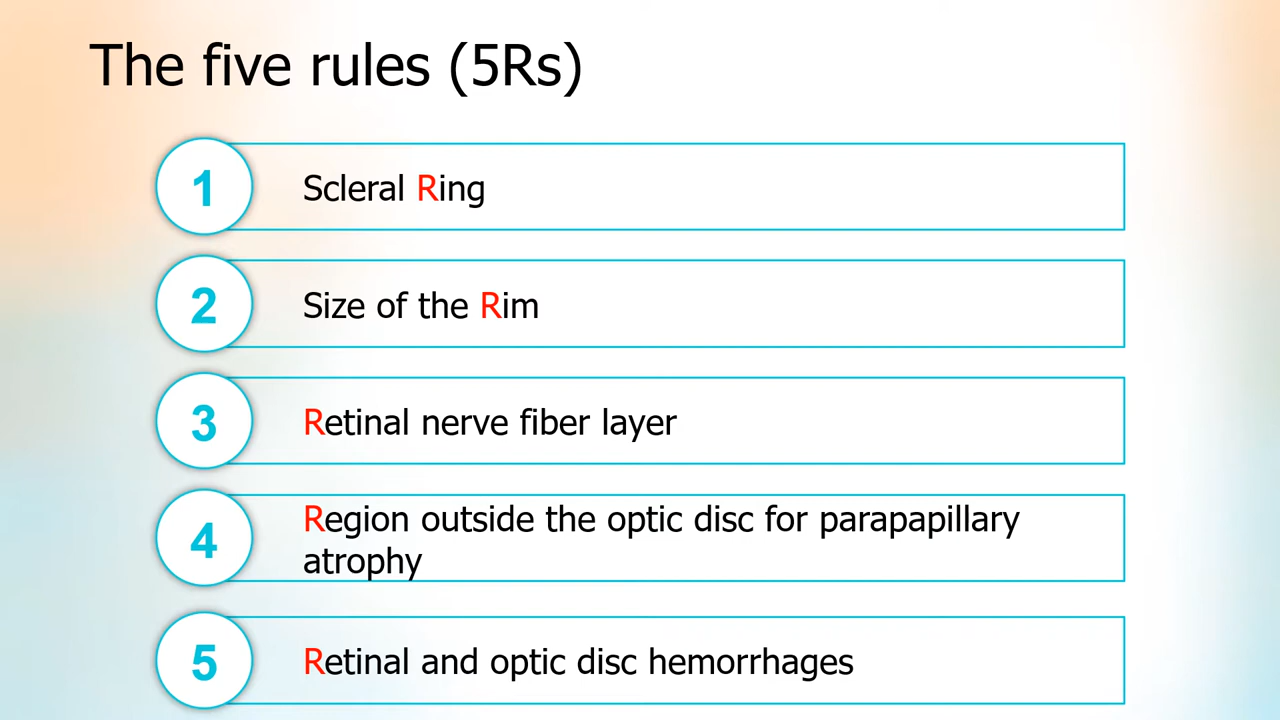 The five rules (5Rs)
1
Scleral Ring
2
Size of the Rim
3
Retinal nerve fiber layer
4
Region outside the optic disc for parapapillary
atrophy
5
Retinal and optic disc hemorrhages